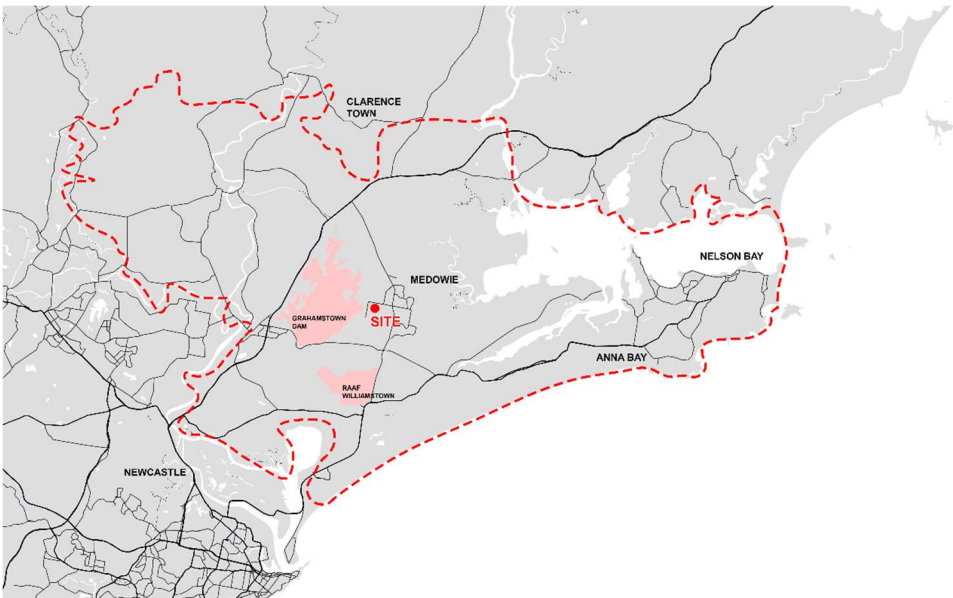 CLARENCE
TOWN
NELSON BAY
MEDOWIE
GRAHAMSTOWN
DAM
SITE
ANNA BAY
RAAF
WILLIAMSTOWN
NEWCASTLE